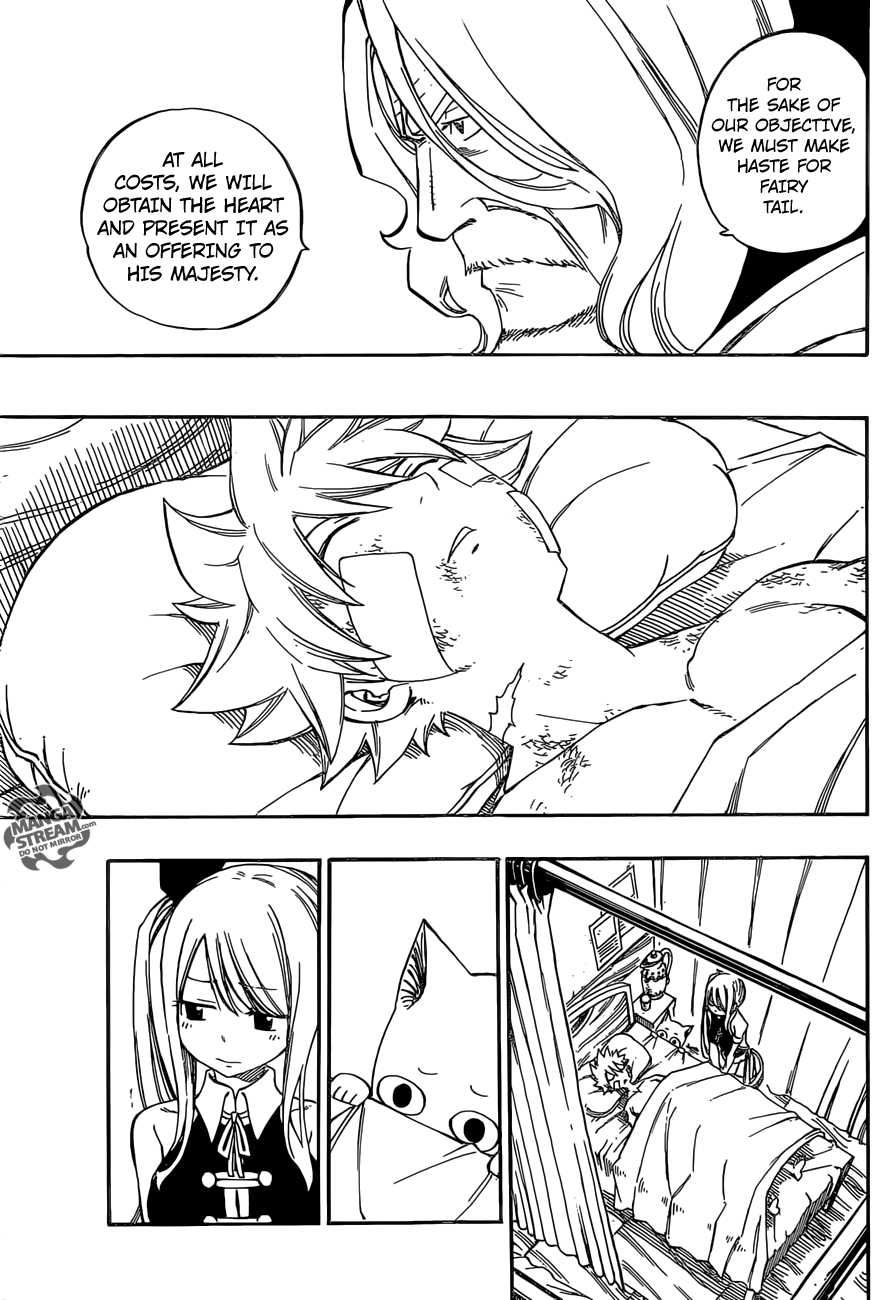 FOR
THE SAKE OF
OUR OBJECTIVE,
WE MUST MAKE
HASTE FOR
FAIRY
TAIL.
AT ALL
COSTS, WE WILL
OBTAIN THE HEART
AND PRESENT IT AS
AN OFFERING TO
HIS MAJESTY.
MANGA
STREAM.com
DO NOT MIRROR